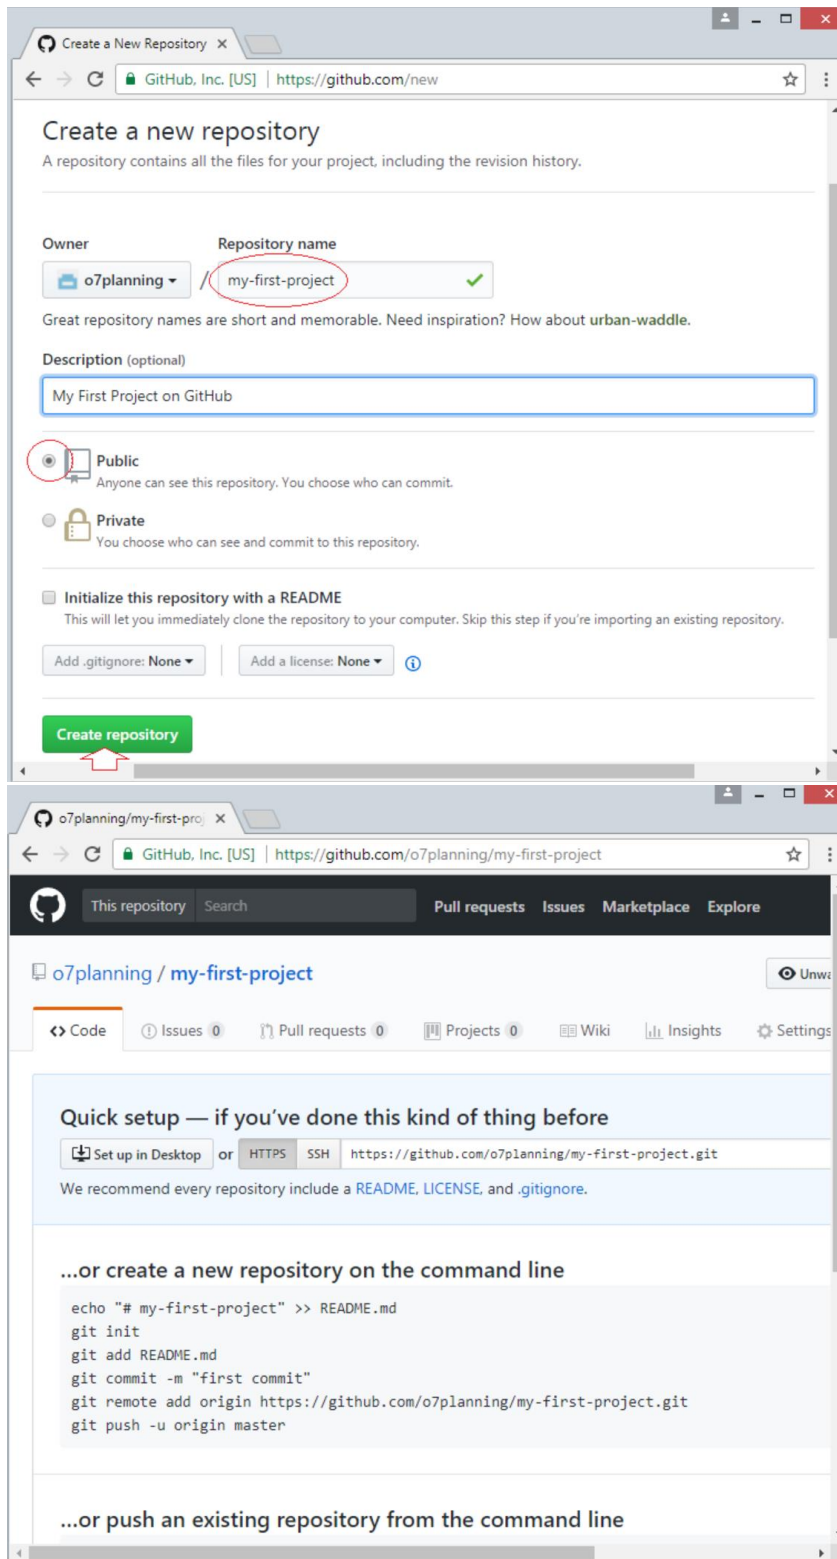 Create a New Repository
GitHub, Inc. [US] | https://github.com/new
Create a new repository
A repository contains all the files for your project, including the revision history.
Owner Repository name
o7planning / my-first-project
Great repository names are short and memorable. Need inspiration? How about urban-waddle.
Description (optional)
My First Project on GitHub
Public
Anyone can see this repository. You choose who can commit.
Private
You choose who can see and commit to this repository.
Initialize this repository with a README
This will let you immediately clone the repository to your computer. Skip this step if you're importing an existing repository.
Add .gitignore: None Add a license: None
Create repository
o7planning/my-first-proj
GitHub, Inc. [US] | https://github.com/o7planning/my-first-project
This repository Search Pull requests Issues Marketplace Explore
o7planning / my-first-project Unwa
Code Issues 0 Pull requests 0 Projects 0 Wiki Insights Settings
Quick setup — if you've done this kind of thing before
Set up in Desktop or HTTPS SSH https://github.com/o7planning/my-first-project.git
We recommend every repository include a README, LICENSE, and .gitignore.
...or create a new repository on the command line
echo "# my-first-project" >> README.md
git init
git add README.md
git commit -m "first commit"
git remote add origin https://github.com/o7planning/my-first-project.git
git push -u origin master
...or push an existing repository from the command line